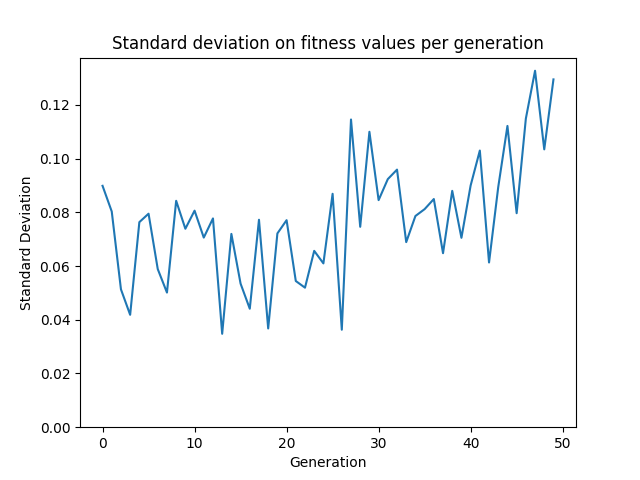 Standard deviation on fitness values per generation
Standard Deviation
0.12
0.10
0.08
0.06
0.04
0.02
0.00
0 10 20 30 40 50
Generation